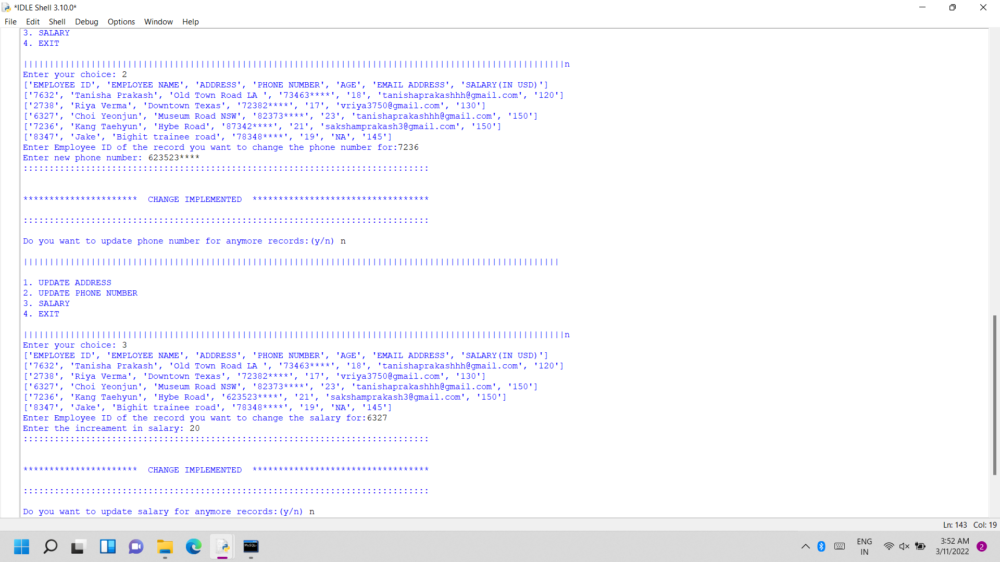 *IDLE Shell 3.10.0*
File Edit Shell Debug Options Window Help
3. SALARY
4. EXIT
||||||||||||||||||||||||||||||||||||||||||||||||||||||||||||||||||||||||||||||||||||||||||||||||||||||||n
Enter your choice: 2
['EMPLOYEE ID', 'EMPLOYEE NAME', 'ADDRESS', 'PHONE NUMBER', 'AGE', 'EMAIL ADDRESS', 'SALARY(IN USD)']
['7632', 'Tanisha Prakash', 'Old Town Road LA ', '73463****', '18', 'tanishaprakashhh@gmail.com', '120']
['2738', 'Riya Verma', 'Downtown Texas', '72382****', '17', 'vriya3750@gmail.com', '130']
['6327', 'Choi Yeonjun', 'Museum Road NSW', '82373****', '23', 'tanishaprakashhh@gmail.com', '150']
['7236', 'Kang Taehyun', 'Hybe Road', '87342****', '21', 'sakshamprakash3@gmail.com', '150']
['8347', 'Jake', 'Bighit trainee road', '78348****', '19', 'NA', '145']
Enter Employee ID of the record you want to change the phone number for:7236
Enter new phone number: 623523****
::::::::::::::::::::::::::::::::::::::::::::::::::::::::::::::::::::::::::::::
**********************  CHANGE IMPLEMENTED  **********************************
::::::::::::::::::::::::::::::::::::::::::::::::::::::::::::::::::::::::::::::
Do you want to update phone number for anymore records:(y/n) n
|||||||||||||||||||||||||||||||||||||||||||||||||||||||||||||||||||||||||||||||||||||||||||||||||||||||
1. UPDATE ADDRESS
2. UPDATE PHONE NUMBER
3. SALARY
4. EXIT
||||||||||||||||||||||||||||||||||||||||||||||||||||||||||||||||||||||||||||||||||||||||||||||||||||||||n
Enter your choice: 3
['EMPLOYEE ID', 'EMPLOYEE NAME', 'ADDRESS', 'PHONE NUMBER', 'AGE', 'EMAIL ADDRESS', 'SALARY(IN USD)']
['7632', 'Tanisha Prakash', 'Old Town Road LA ', '73463****', '18', 'tanishaprakashhh@gmail.com', '120']
['2738', 'Riya Verma', 'Downtown Texas', '72382****', '17', 'vriya3750@gmail.com', '130']
['6327', 'Choi Yeonjun', 'Museum Road NSW', '82373****', '23', 'tanishaprakashhh@gmail.com', '150']
['7236', 'Kang Taehyun', 'Hybe Road', '623523****', '21', 'sakshamprakash3@gmail.com', '150']
['8347', 'Jake', 'Bighit trainee road', '78348****', '19', 'NA', '145']
Enter Employee ID of the record you want to change the salary for:6327
Enter the increament in salary: 20
::::::::::::::::::::::::::::::::::::::::::::::::::::::::::::::::::::::::::::::
**********************  CHANGE IMPLEMENTED  **********************************
::::::::::::::::::::::::::::::::::::::::::::::::::::::::::::::::::::::::::::::
Do you want to update salary for anymore records:(y/n) n
Ln: 143 Col: 19
MySQL
ENG
IN
3:52 AM
3/11/2022
2